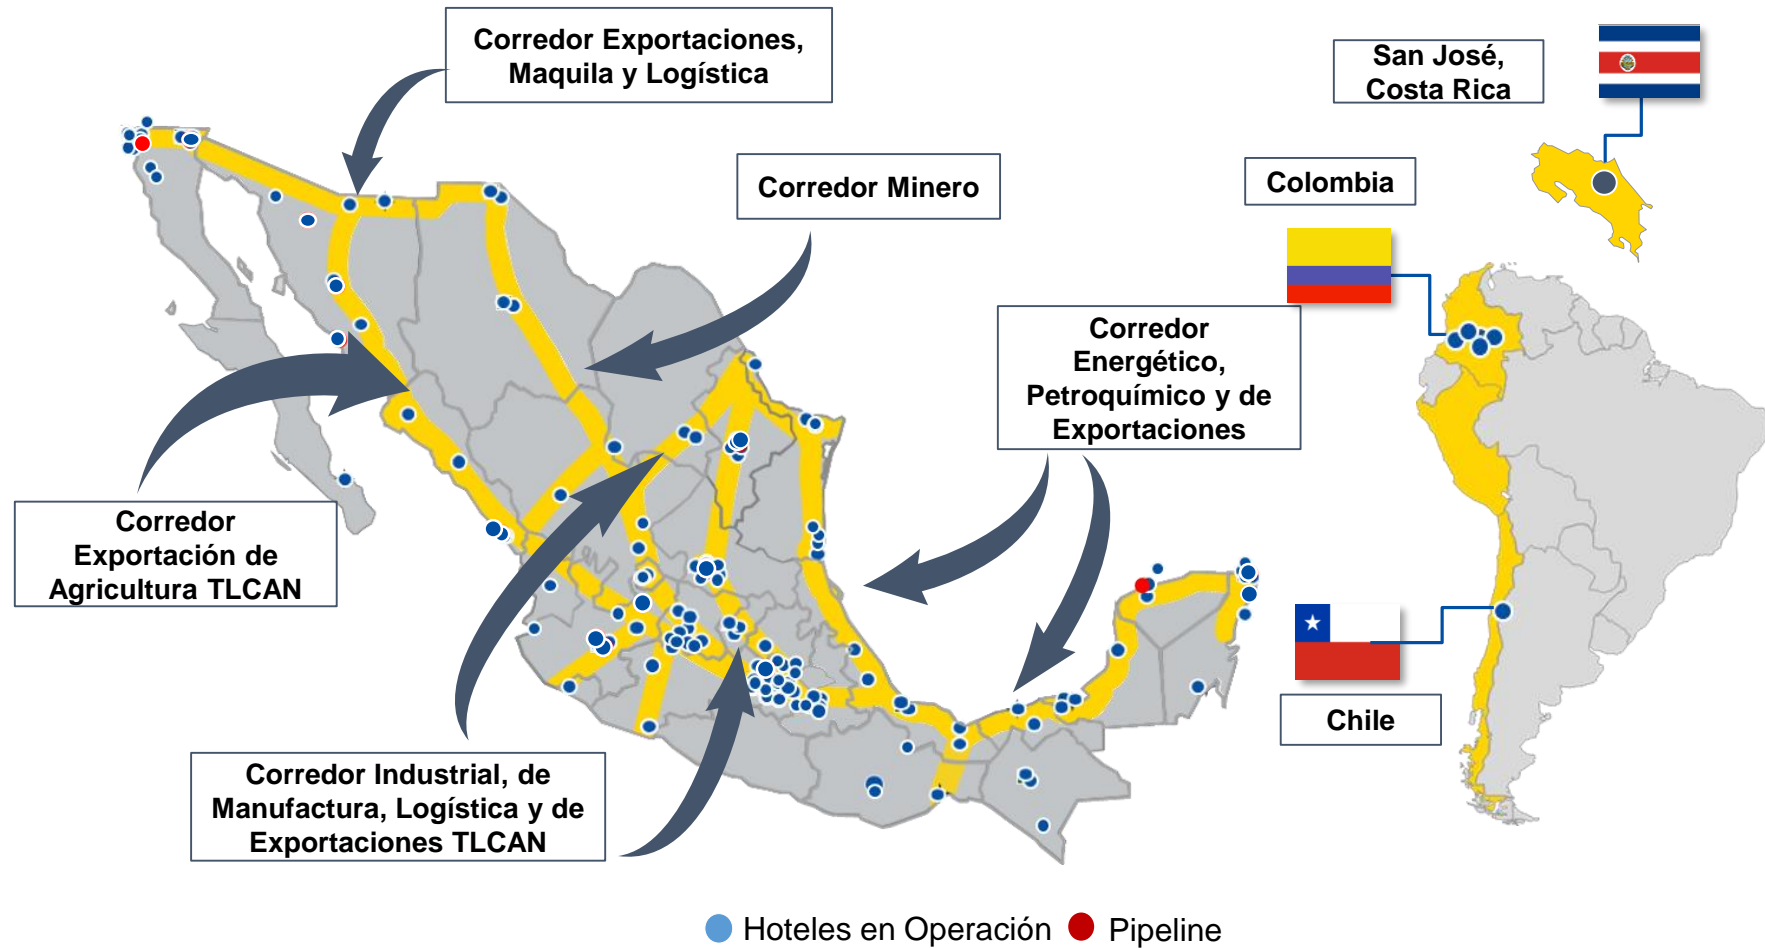 Corredor Exportaciones,
Maquila y Logística
San José,
Costa Rica
Corredor Minero
Colombia
Corredor
Energético,
Petroquímico y de
Exportaciones
Corredor
Exportación de
Agricultura TLCAN
Chile
Corredor Industrial, de
Manufactura, Logística y de
Exportaciones TLCAN
Hoteles en Operación
Pipeline